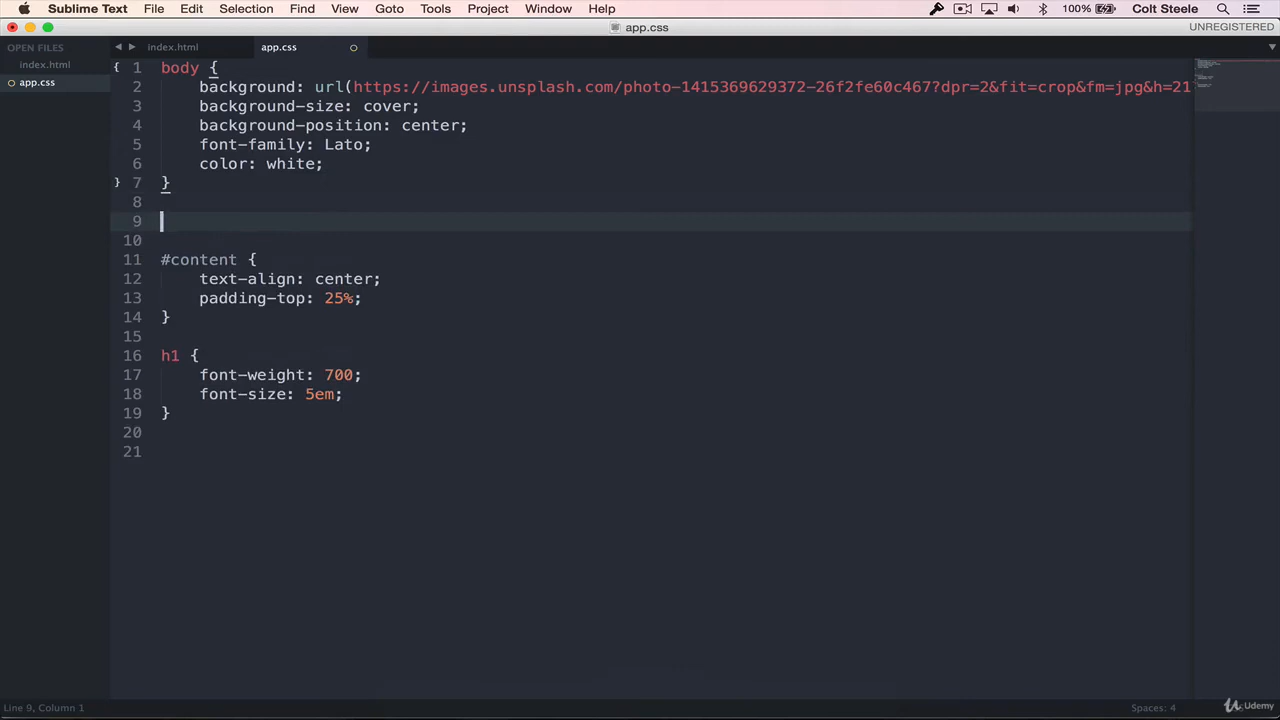 Sublime Text File Edit Selection Find View Goto Tools Project Window Help 100% Colt Steele
app.css UNREGISTERED
OPEN FILES
index.html
app.css
index.html app.css
1 body {
2 background: url(https://images.unsplash.com/photo-1415369629372-26f2fe60c467?dpr=2&fit=crop&fm=jpg&h=21
3 background-size: cover;
4 background-position: center;
5 font-family: Lato;
6 color: white;
7 }
8
9
10
11 #content {
12 text-align: center;
13 padding-top: 25%;
14 }
15
16 h1 {
17 font-weight: 700;
18 font-size: 5em;
19 }
20
21
Line 9, Column 1 Spaces: 4
Udemy